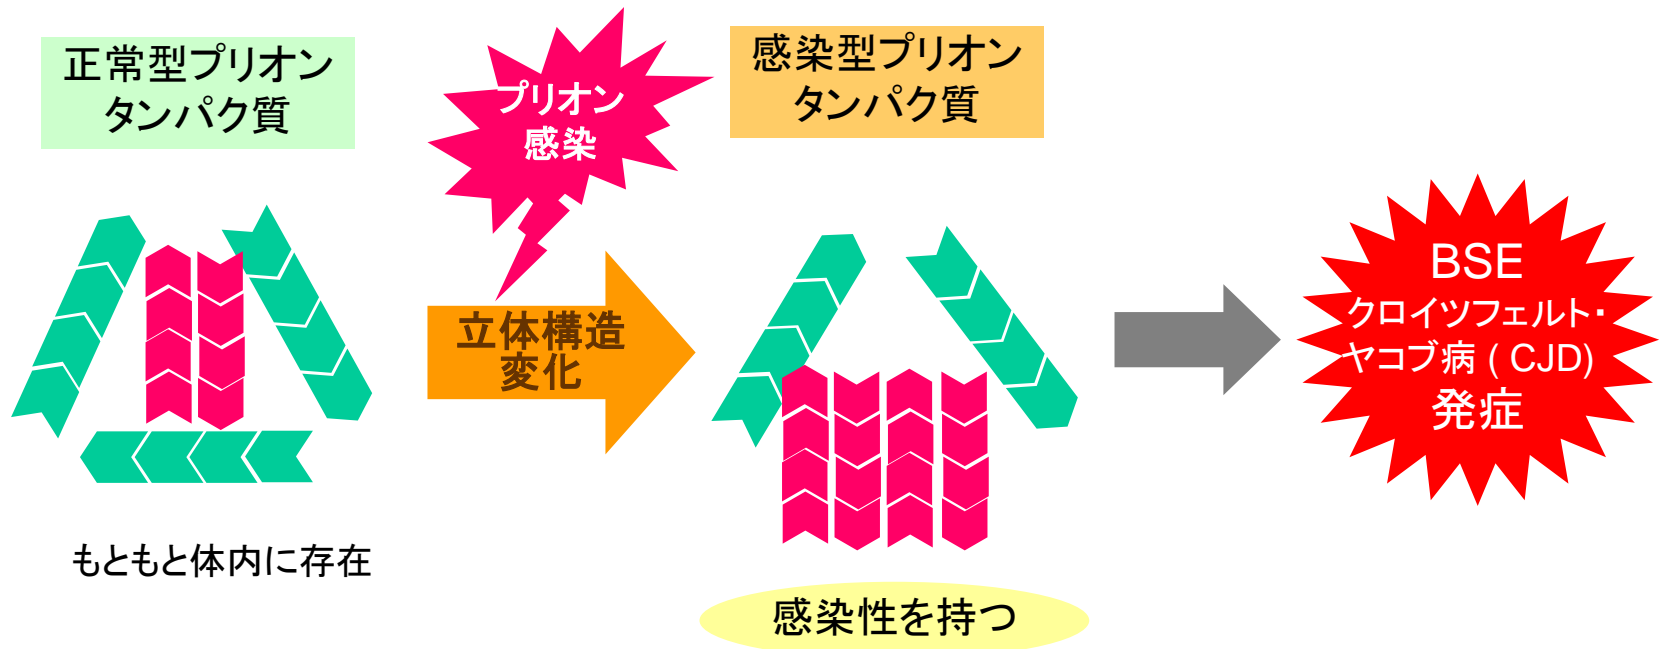 正常型プリオン
タンパク質
プリオン
感染
感染型プリオン
タンパク質
立体構造
変化
BSE
クロイツフェルト・
ヤコブ病 ( CJD)
発症
もともと体内に存在
感染性を持つ